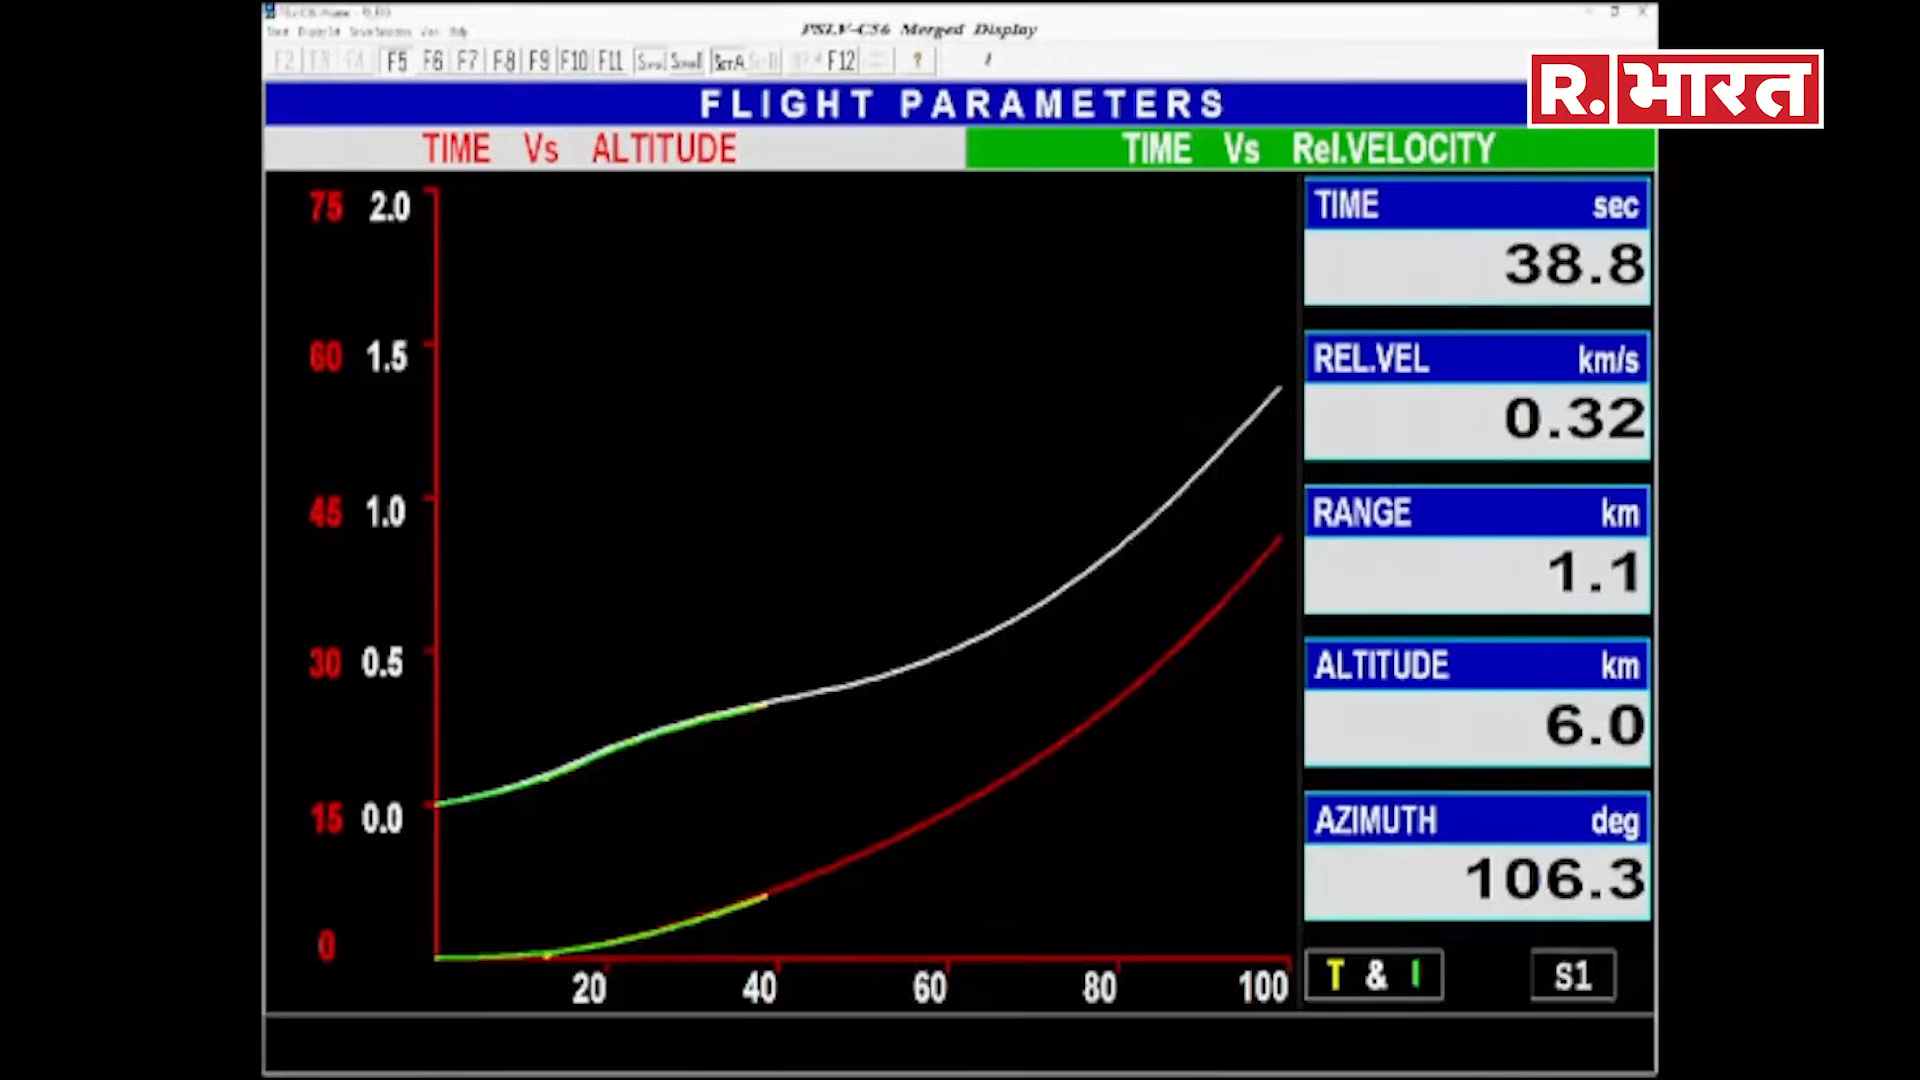 PSLV-C56 Merged Display
F2 F3 F4 F5 F6 F7 F8 F9 F10 F11 F12 ?
R.भारत
FLIGHT PARAMETERS
TIME Vs ALTITUDE
TIME Vs Rel.VELOCITY
75 2.0
60 1.5
45 1.0
30 0.5
15 0.0
0
20 40 60 80 100
TIME sec
38.8
REL.VEL km/s
0.32
RANGE km
1.1
ALTITUDE km
6.0
AZIMUTH deg
106.3
T & I
S1